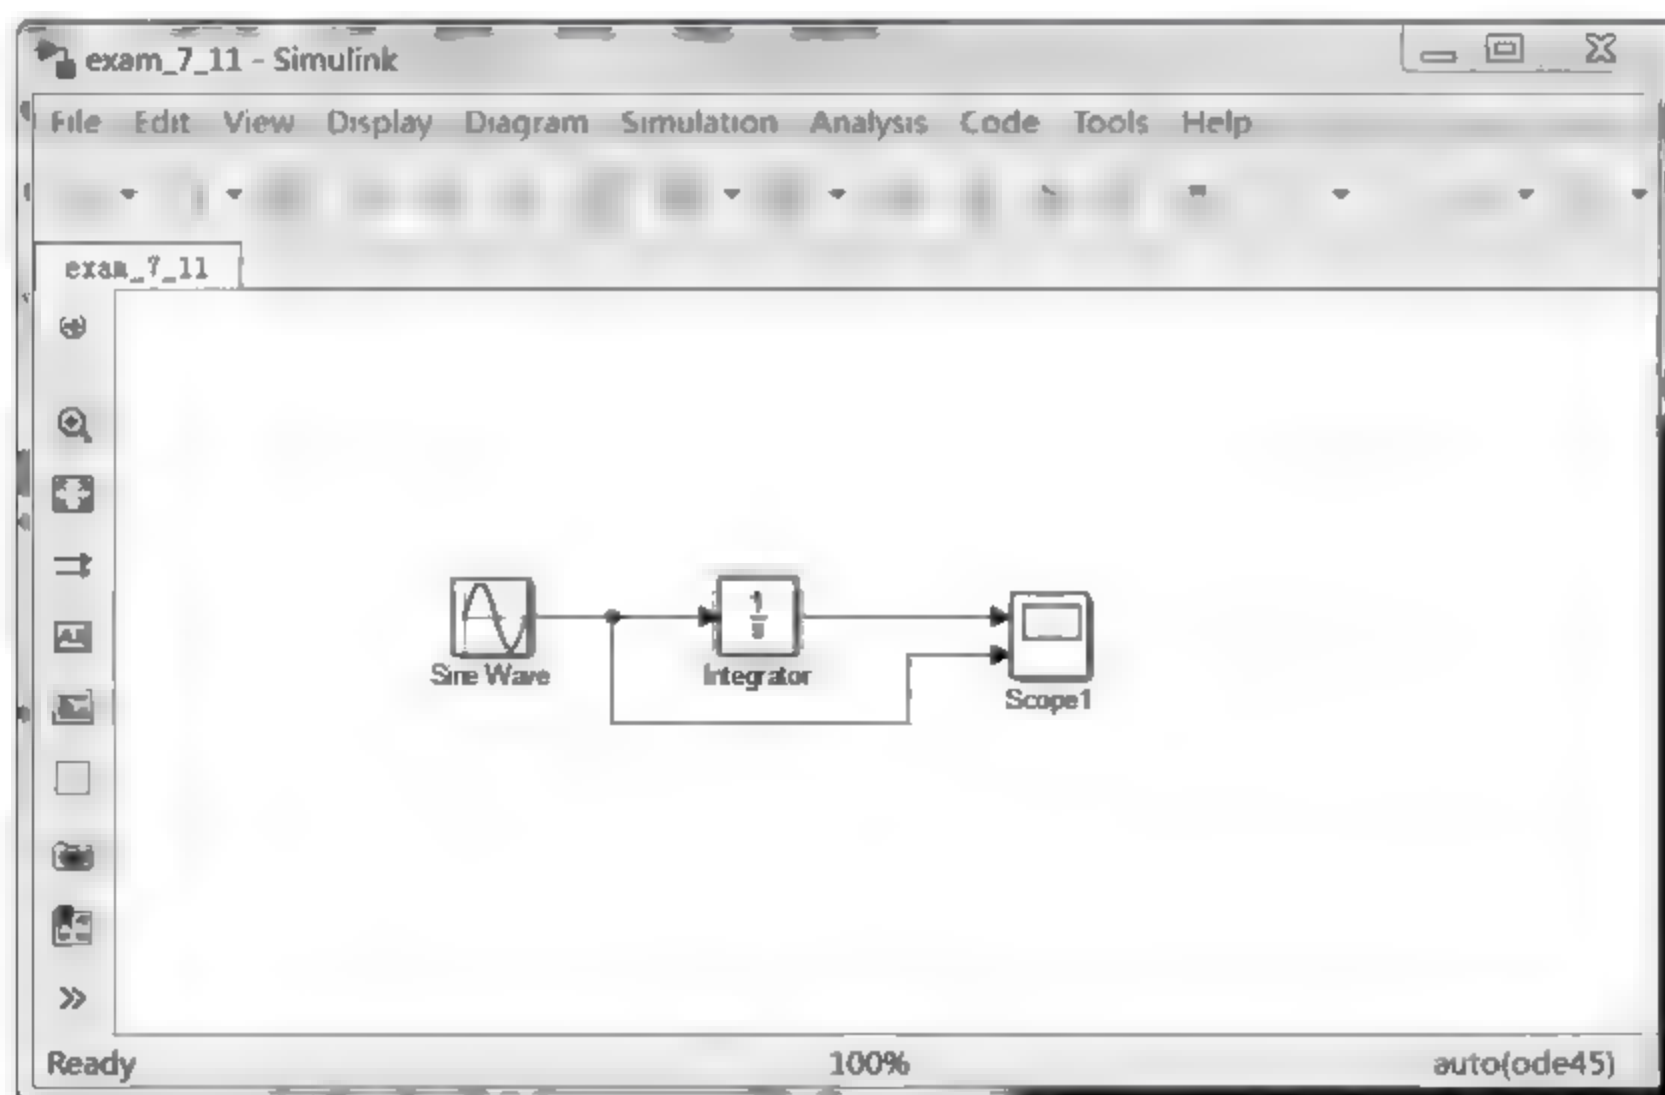 exam_7_11 - Simulink
File Edit View Display Diagram Simulation Analysis Code Tools Help
exam_7_11
1
s
Sine Wave
Integrator
Scope1
Ready 100% auto(ode45)